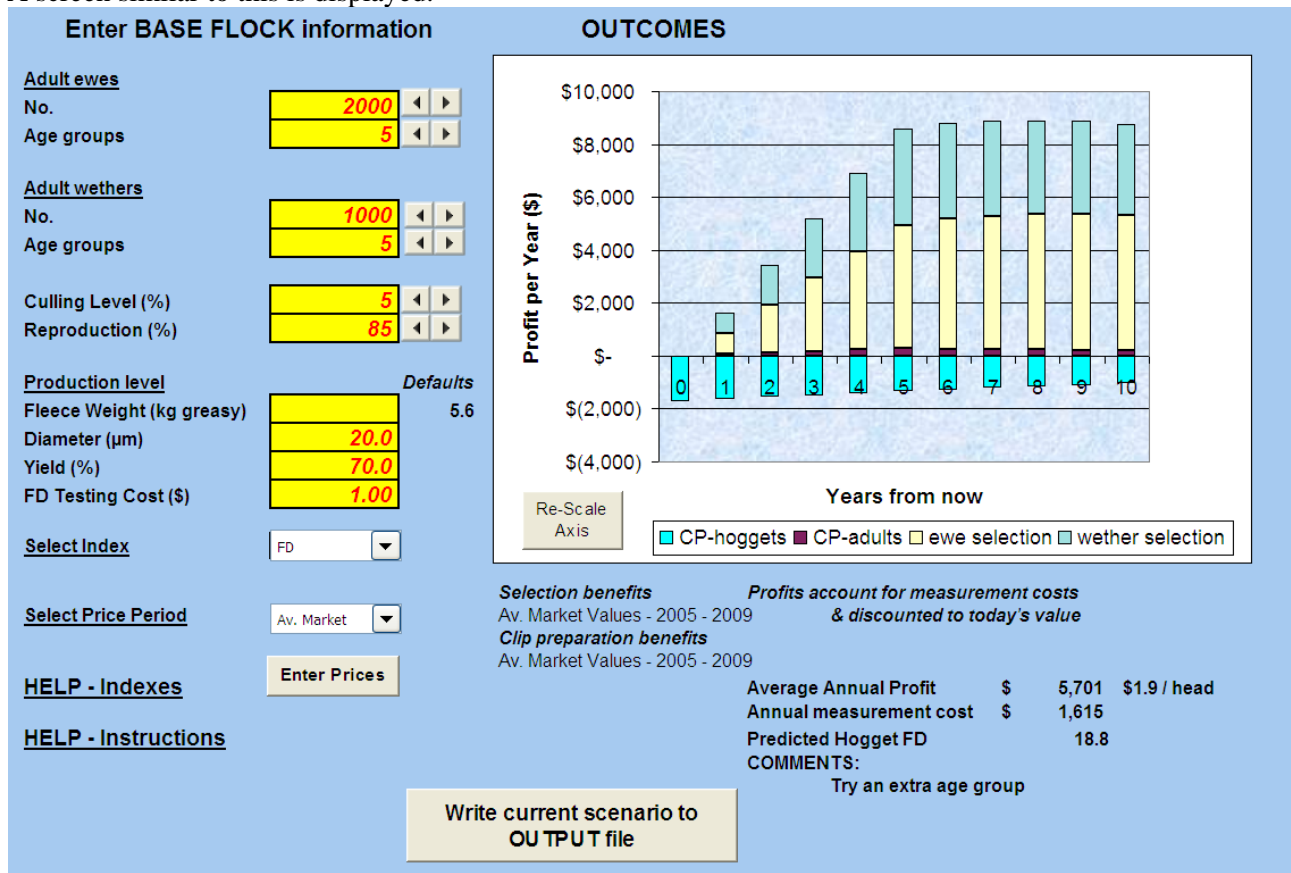 A screen similar to this is displayed.
Enter BASE FLOCK information
OUTCOMES
Adult ewes
No. 2000
Age groups 5
Adult wethers
No. 1000
Age groups 5
Culling Level (%) 5
Reproduction (%) 85
Production level Defaults
Fleece Weight (kg greasy) 5.6
Diameter (µm) 20.0
Yield (%) 70.0
FD Testing Cost ($) 1.00
Select Index FD
Select Price Period Av. Market
Enter Prices
HELP - Indexes
HELP - Instructions
Profit per Year ($)
$10,000
$8,000
$6,000
$4,000
$2,000
$-
$(2,000)
$(4,000)
0 1 2 3 4 5 6 7 8 9 10
Years from now
Re-Scale
Axis
CP-hoggets CP-adults ewe selection wether selection
Selection benefits
Av. Market Values - 2005 - 2009
Clip preparation benefits
Av. Market Values - 2005 - 2009
Profits account for measurement costs
& discounted to today's value
Average Annual Profit $ 5,701 $1.9 / head
Annual measurement cost $ 1,615
Predicted Hogget FD 18.8
COMMENTS:
Try an extra age group
Write current scenario to
OUTPUT file